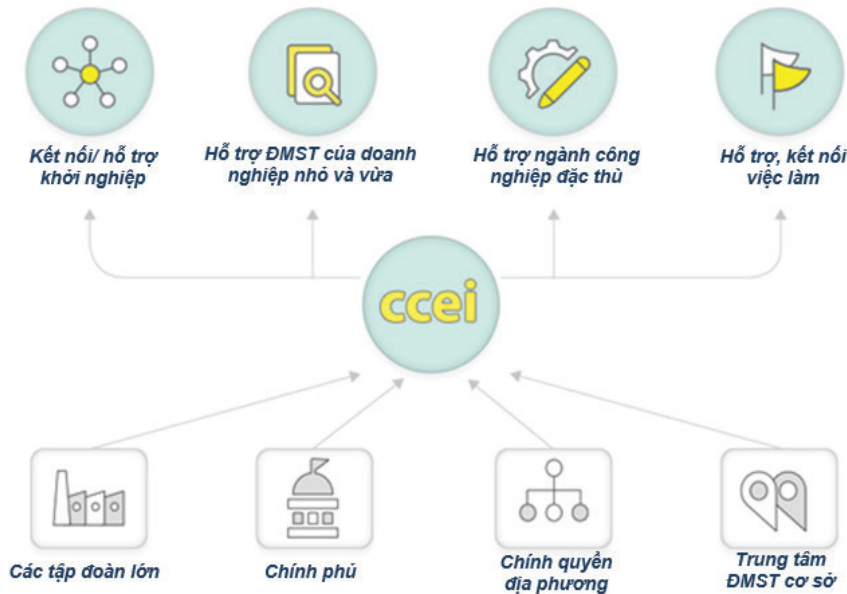 Kết nối/ hỗ trợ
khởi nghiệp
Hỗ trợ ĐMST của doanh
nghiệp nhỏ và vừa
Hỗ trợ ngành công
nghiệp đặc thù
Hỗ trợ, kết nối
việc làm
ccei
Các tập đoàn lớn
Chính phủ
Chính quyền
địa phương
Trung tâm
ĐMST cơ sở